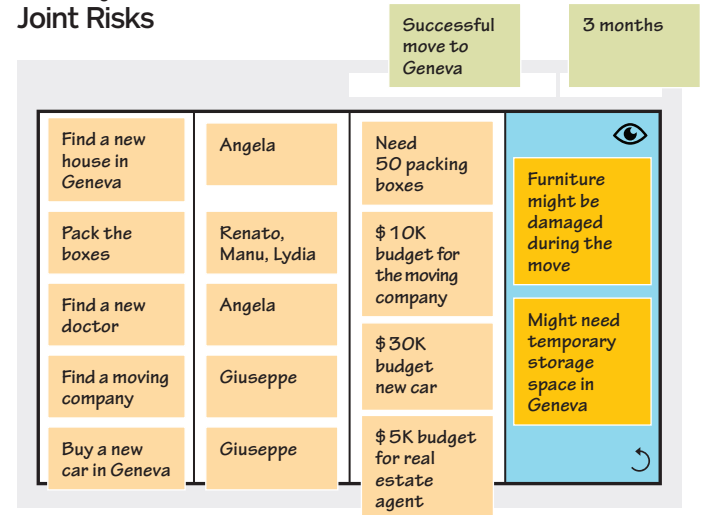 Joint Risks
Successful
move to
Geneva
3 months
Find a new
house in
Geneva
Pack the
boxes
Find a new
doctor
Find a moving
company
Buy a new
car in Geneva
Angela
Renato,
Manu, Lydia
Angela
Giuseppe
Giuseppe
Need
50 packing
boxes
$10K
budget for
the moving
company
$30K
budget
new car
$5K budget
for real
estate
agent
Furniture
might be
damaged
during the
move
Might need
temporary
storage
space in
Geneva